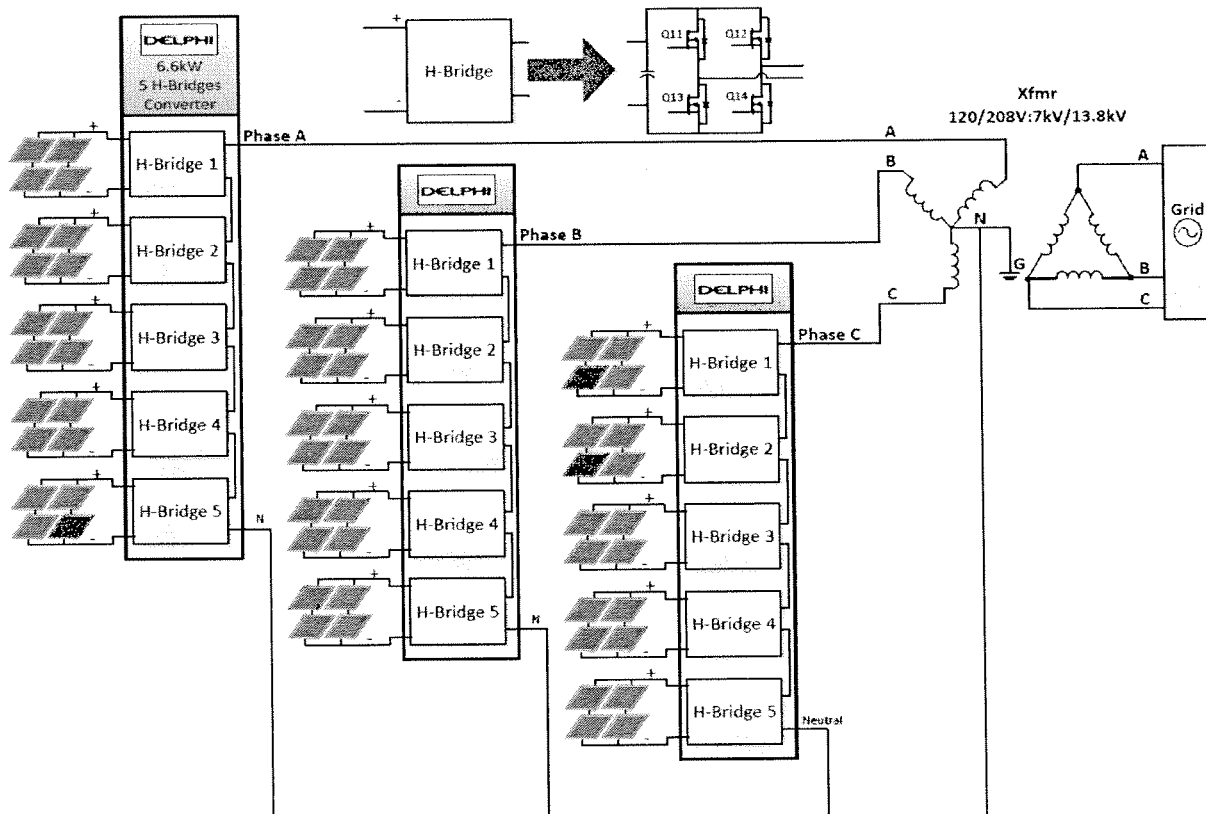 DELPHI
6.6kW
5 H-Bridges
Converter
+
-
H-Bridge
Q11
Q12
Q13
Q14
Xfmr
120/208V:7kV/13.8kV
+
-
H-Bridge 1
Phase A
A
+
-
H-Bridge 2
+
-
H-Bridge 3
+
-
H-Bridge 4
+
-
H-Bridge 5
N
DELPHI
+
-
H-Bridge 1
Phase B
B
+
-
H-Bridge 2
+
-
H-Bridge 3
+
-
H-Bridge 4
+
-
H-Bridge 5
N
DELPHI
+
-
H-Bridge 1
Phase C
C
+
-
H-Bridge 2
+
-
H-Bridge 3
+
-
H-Bridge 4
+
-
H-Bridge 5
Neutral
N
G
A
Grid
B
C